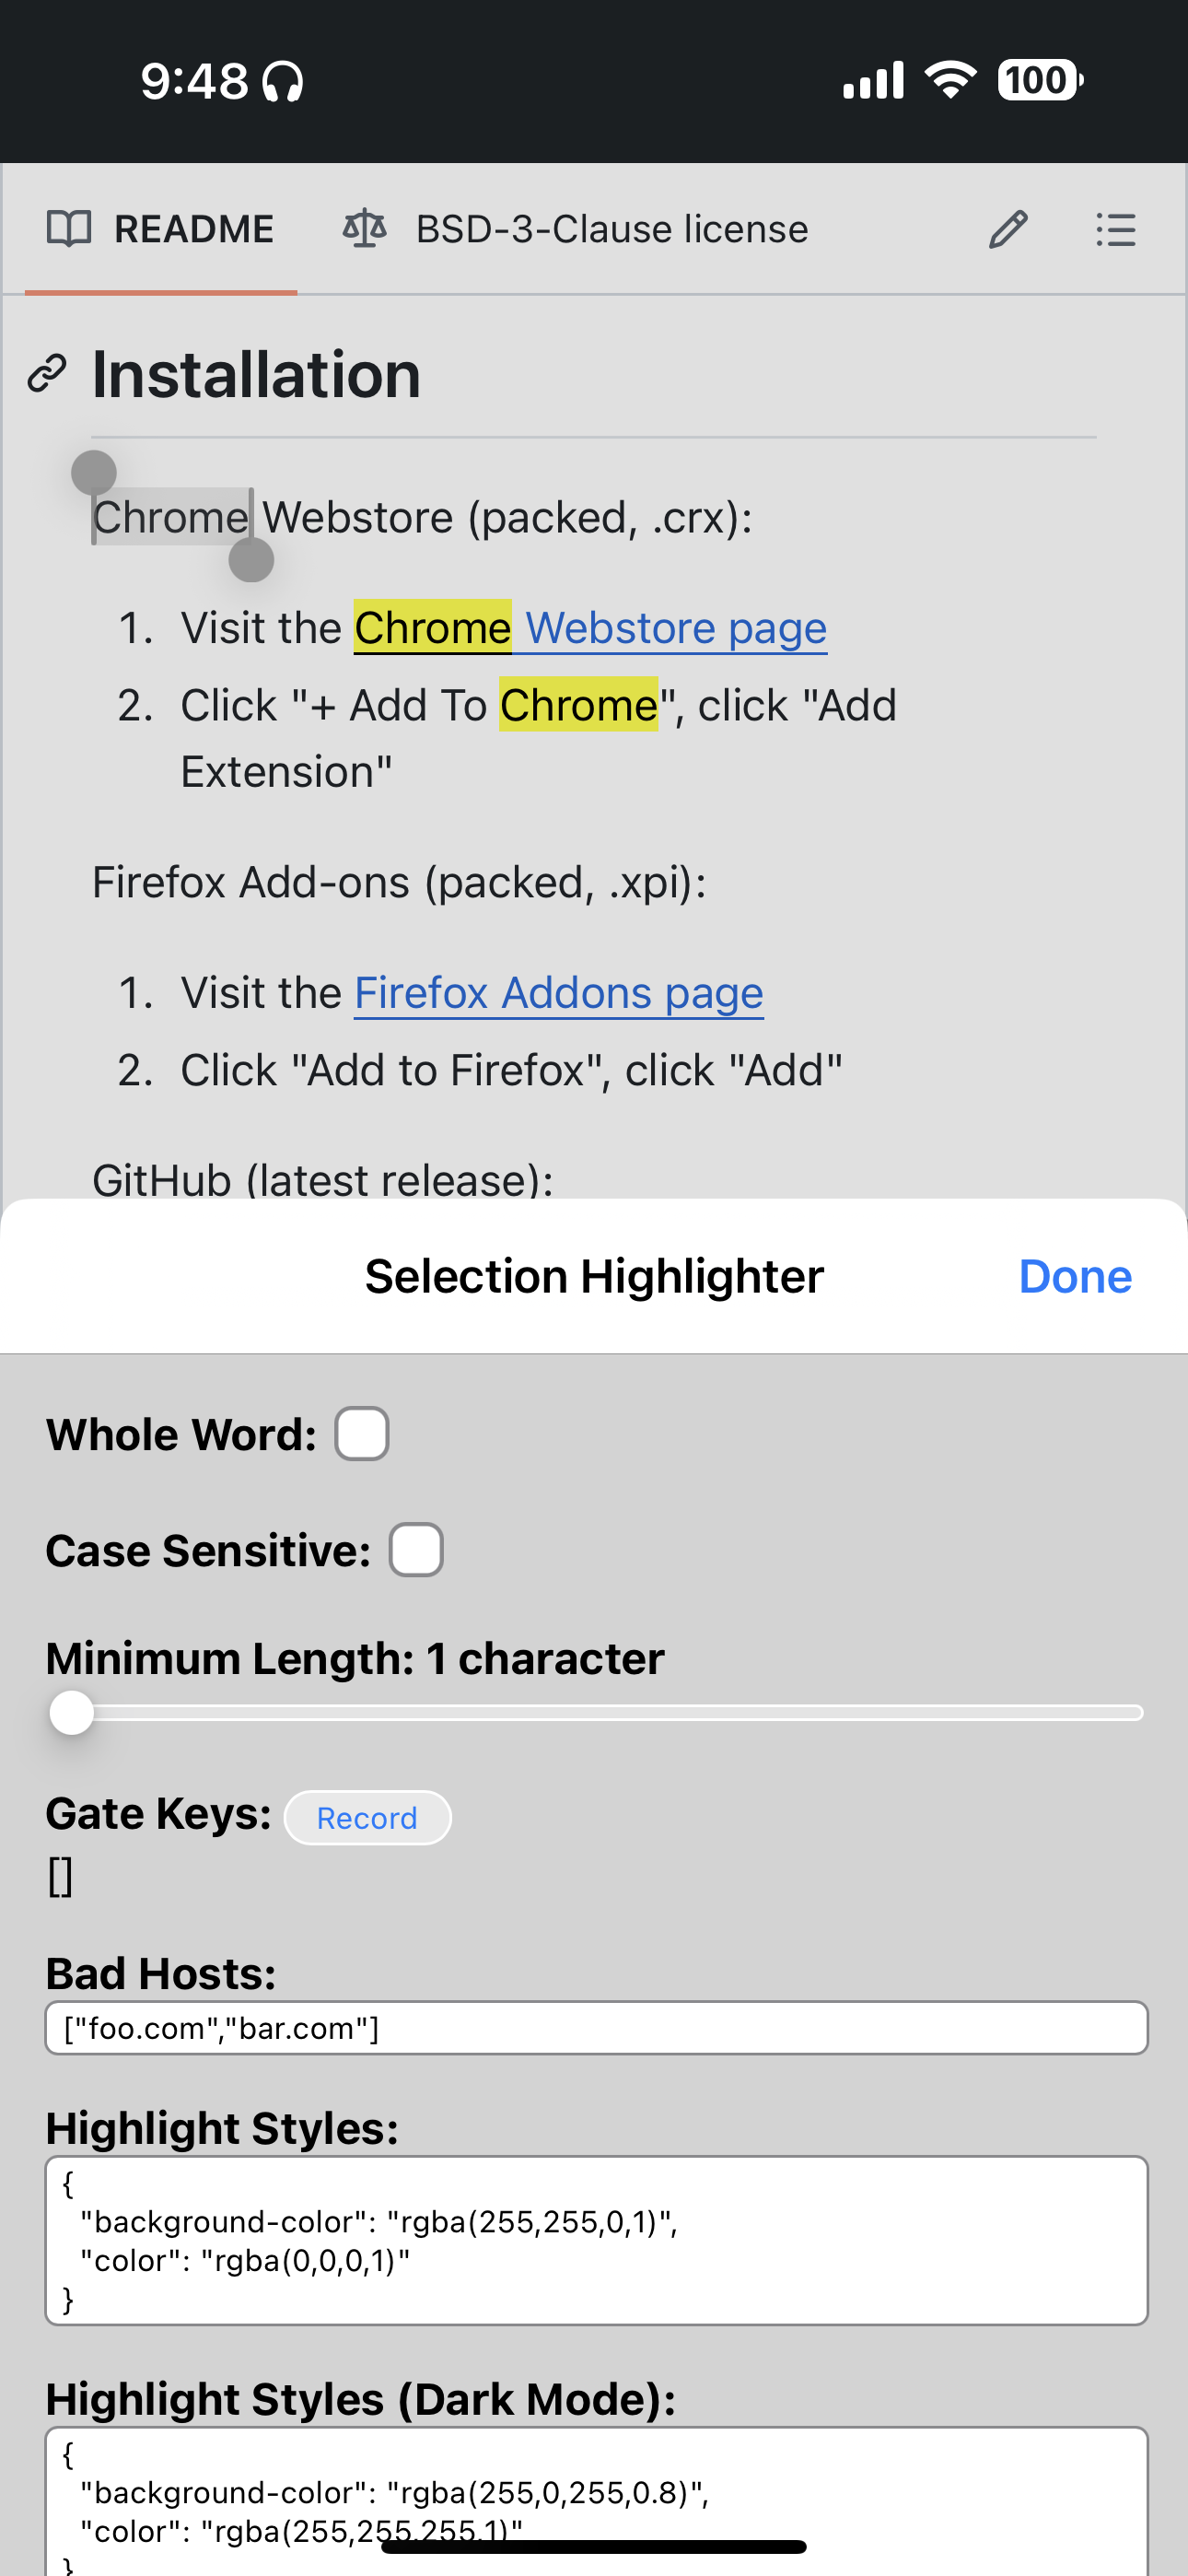 9:48
100
README
BSD-3-Clause license
Installation
Chrome Webstore (packed, .crx):
1. Visit the Chrome Webstore page
2. Click "+ Add To Chrome", click "Add
Extension"
Firefox Add-ons (packed, .xpi):
1. Visit the Firefox Addons page
2. Click "Add to Firefox", click "Add"
GitHub (latest release):
Selection Highlighter
Done
Whole Word:
Case Sensitive:
Minimum Length: 1 character
Gate Keys: Record
[]
Bad Hosts:
["foo.com","bar.com"]
Highlight Styles:
{
"background-color": "rgba(255,255,0,1)",
"color": "rgba(0,0,0,1)"
}
Highlight Styles (Dark Mode):
{
"background-color": "rgba(255,0,255,0.8)",
"color": "rgba(255,255,255,1)"
}